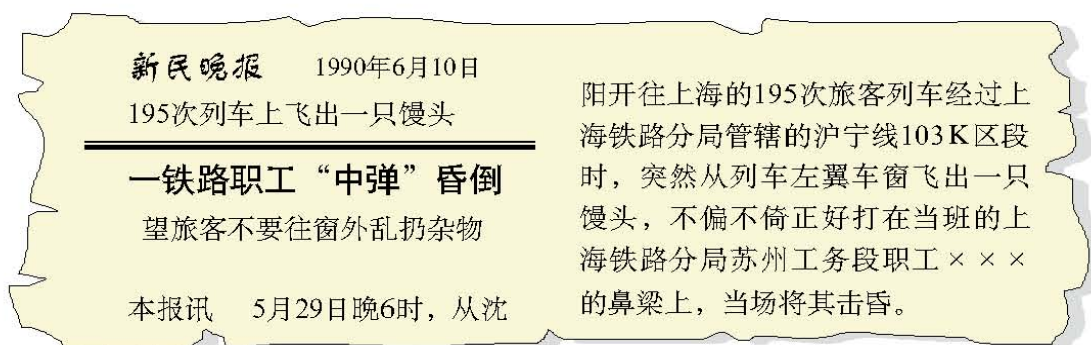 新民晚报 1990年6月10日
195次列车上飞出一只馒头
一铁路职工“中弹”昏倒
望旅客不要往窗外乱扔杂物
本报讯 5月29日晚6时，从沈
阳开往上海的195次旅客列车经过上
海铁路分局管辖的沪宁线103K区段
时，突然从列车左翼车窗飞出一只
馒头，不偏不倚正好打在当班的上
海铁路分局苏州工务段职工×××
的鼻梁上，当场将其击昏。